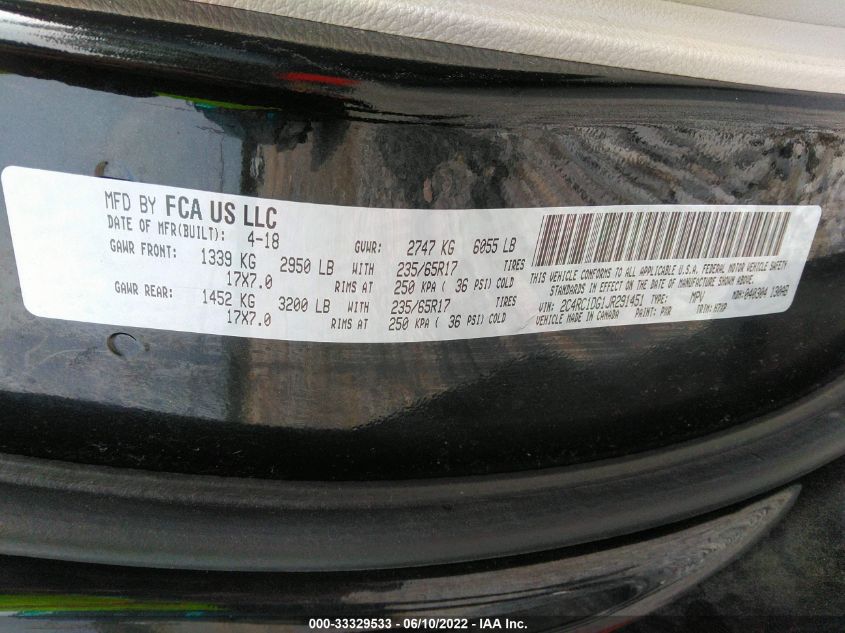 MFD BY FCA US LLC
DATE OF MFR(BUILT): 4-18 GVWR: 2747 KG 6055 LB
GAWR FRONT: 1339 KG 2950 LB WITH 235/65R17 TIRES
17X7.0 RIMS AT 250 KPA ( 36 PSI) COLD
GAWR REAR: 1452 KG 3200 LB WITH 235/65R17 TIRES
17X7.0 RIMS AT 250 KPA ( 36 PSI) COLD
THIS VEHICLE CONFORMS TO ALL APPLICABLE U.S.A. FEDERAL MOTOR VEHICLE SAFETY
STANDARDS IN EFFECT ON THE DATE OF MANUFACTURE SHOWN ABOVE.
VIN: 2C4RC1DG1JR291451 TYPE: MPV MDH: 040304 130AB
VEHICLE MADE IN CANADA PAINT: PXR TRIM:
000-33329533 - 06/10/2022 - IAA Inc.